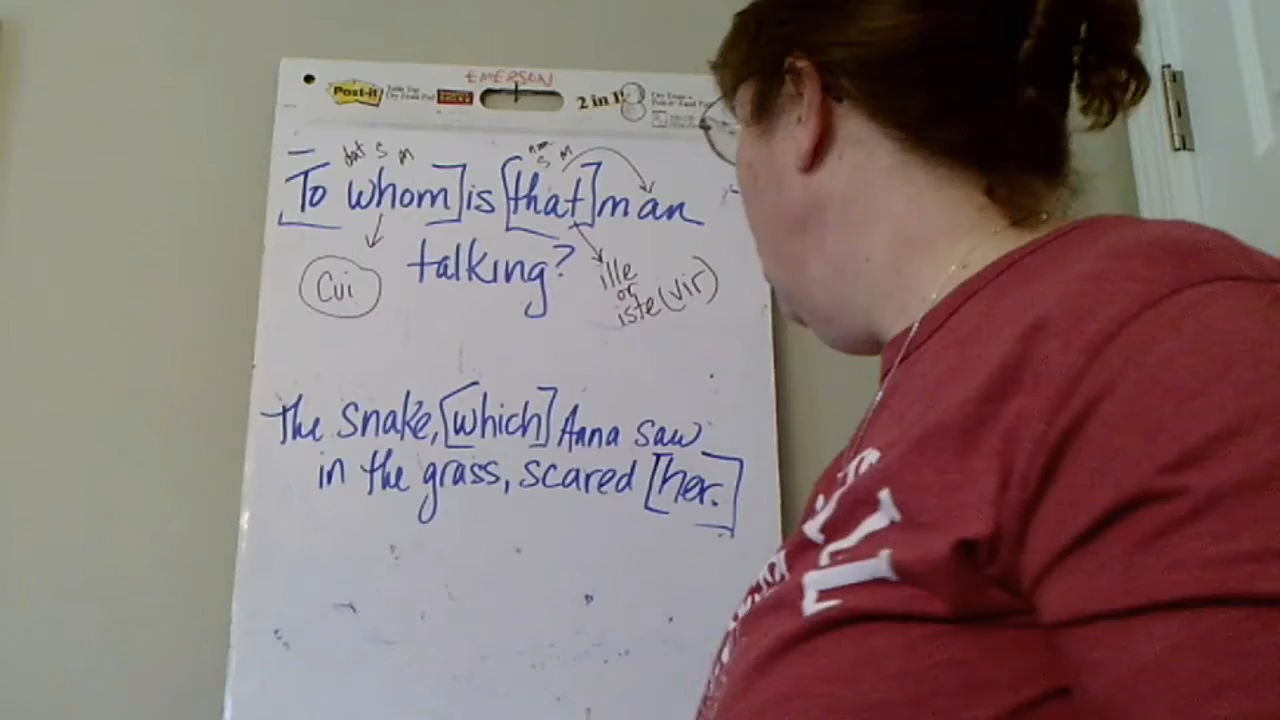 EMERSON
Post-it
2 in 1
dat s m
nom
s m
[To whom] is [that] man
talking?
Cui
ille
or
iste (vir)
The snake, [which] Anna saw
in the grass, scared [her.]